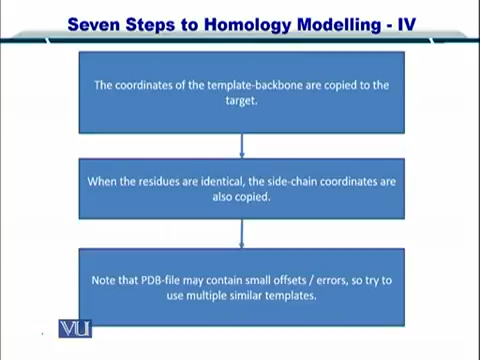 Seven Steps to Homology Modelling - IV
The coordinates of the template-backbone are copied to the
target.
When the residues are identical, the side-chain coordinates are
also copied.
Note that PDB-file may contain small offsets / errors, so try to
use multiple similar templates.
VU